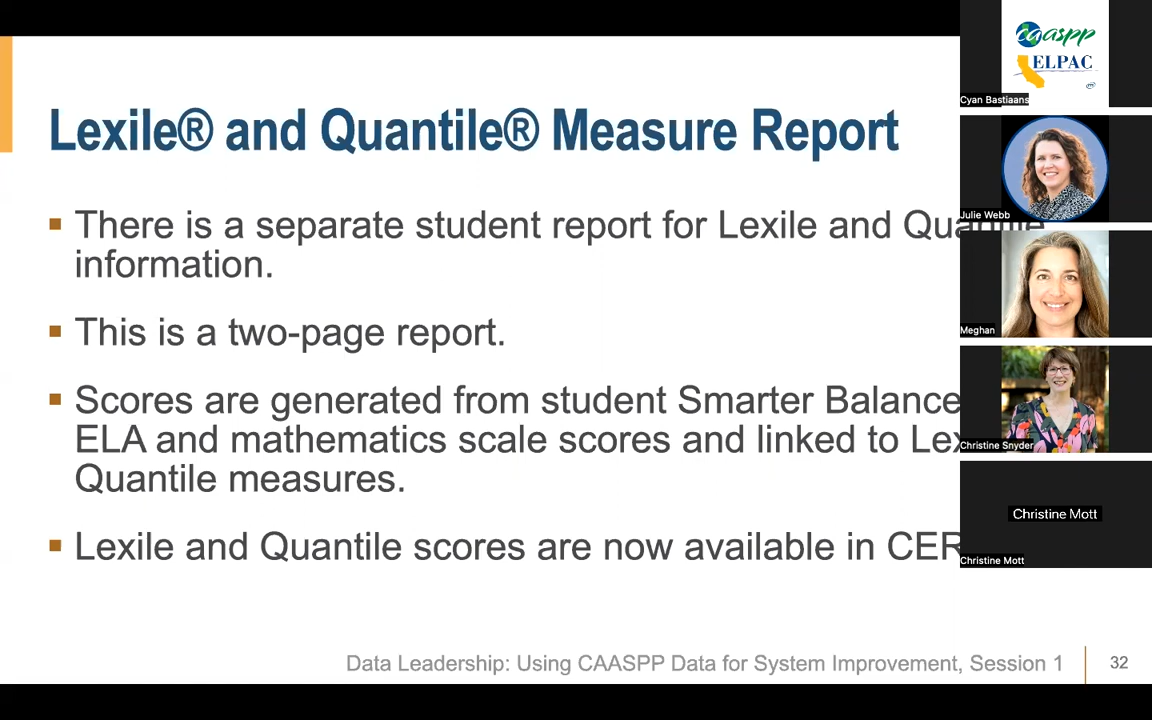 Lexile® and Quantile® Measure Report
▪ There is a separate student report for Lexile and Quantile
information.
▪ This is a two-page report.
▪ Scores are generated from student Smarter Balance
ELA and mathematics scale scores and linked to Lex
Quantile measures.
▪ Lexile and Quantile scores are now available in CER
Data Leadership: Using CAASPP Data for System Improvement, Session 1
32
caaspp
ELPAC
Cyan Bastiaans
Julie Webb
Meghan
Christine Snyder
Christine Mott
Christine Mott